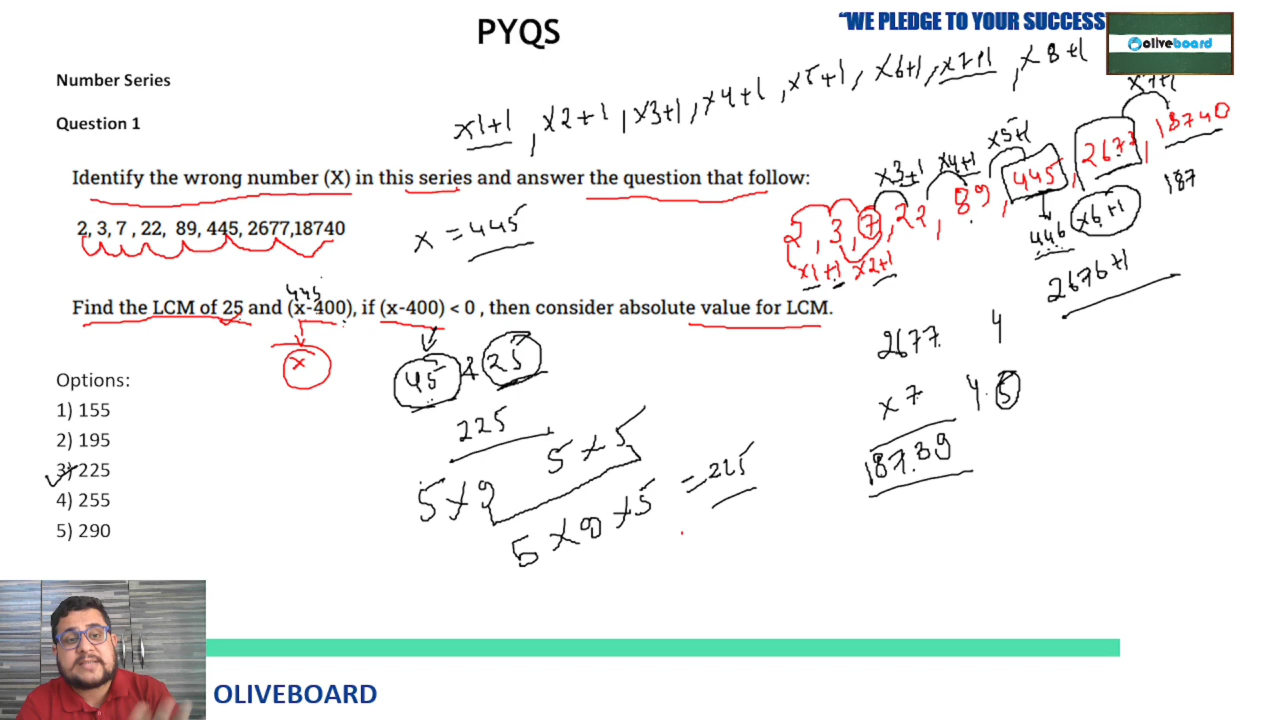 PYQS
“WE PLEDGE TO YOUR SUCCESS
oliveboard
Number Series
Question 1
x1+1, x2+1, x3+1, x4+1, x5+1, x6+1, x7+1, x8+1
Identify the wrong number (X) in this series and answer the question that follow:
2, 3, 7 , 22, 89, 445, 2677,18740
x = 445
x3+1 x4+1 x5+1 x7+1
2, 3, 7, 22, 89, 445, 2677, 18740
x1+1 x2+1
446 x6+1
187
2676+1
445
Find the LCM of 25 and (x-400), if (x-400) < 0 , then consider absolute value for LCM.
x
45 & 25
225
5 x 5
5 x 9
5 x 9 x 5 = 225
2677 4
x 7 4 5
18739
Options:
1) 155
2) 195
3) 225
4) 255
5) 290
OLIVEBOARD